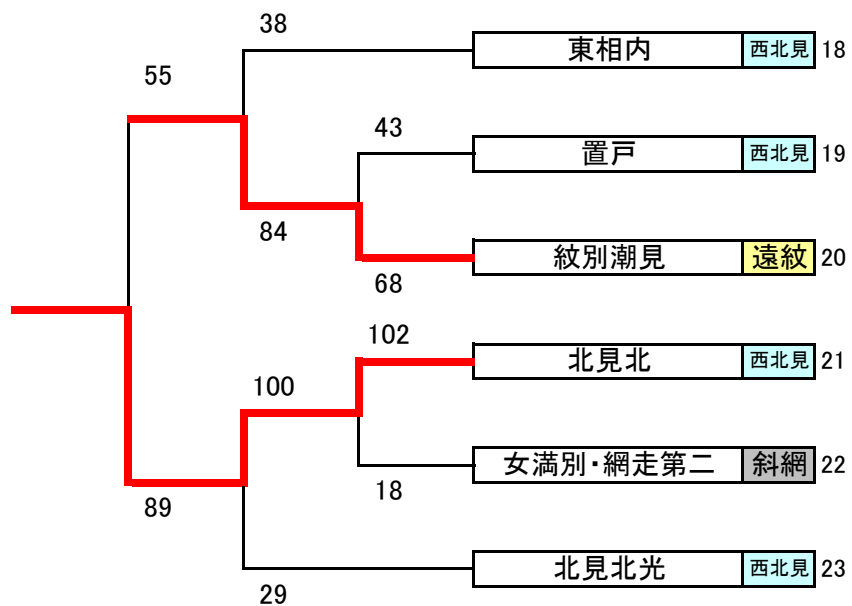 38
東相内 西北見 18
55
43
置戸 西北見 19
84
紋別潮見 遠紋 20
68
102
北見北 西北見 21
100
女満別・網走第二 斜網 22
18
89
北見北光 西北見 23
29